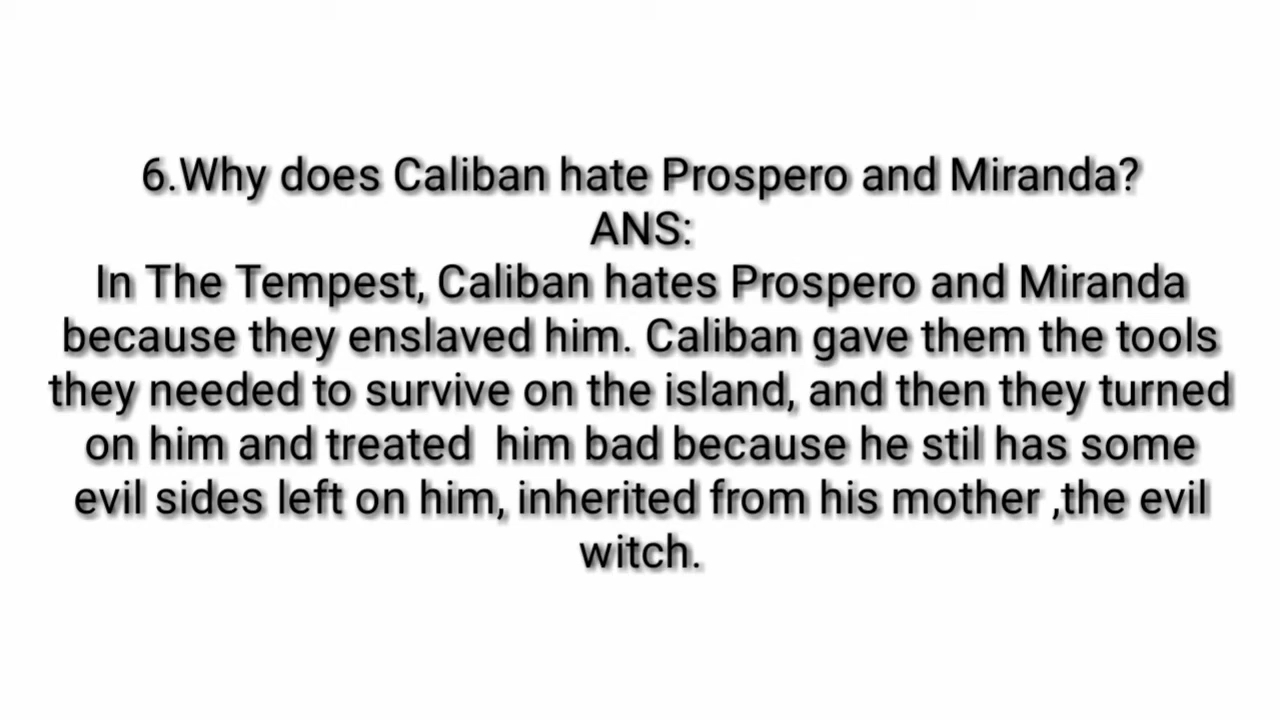 6.Why does Caliban hate Prospero and Miranda?
ANS:
In The Tempest, Caliban hates Prospero and Miranda
because they enslaved him. Caliban gave them the tools
they needed to survive on the island, and then they turned
on him and treated  him bad because he stil has some
evil sides left on him, inherited from his mother ,the evil
witch.